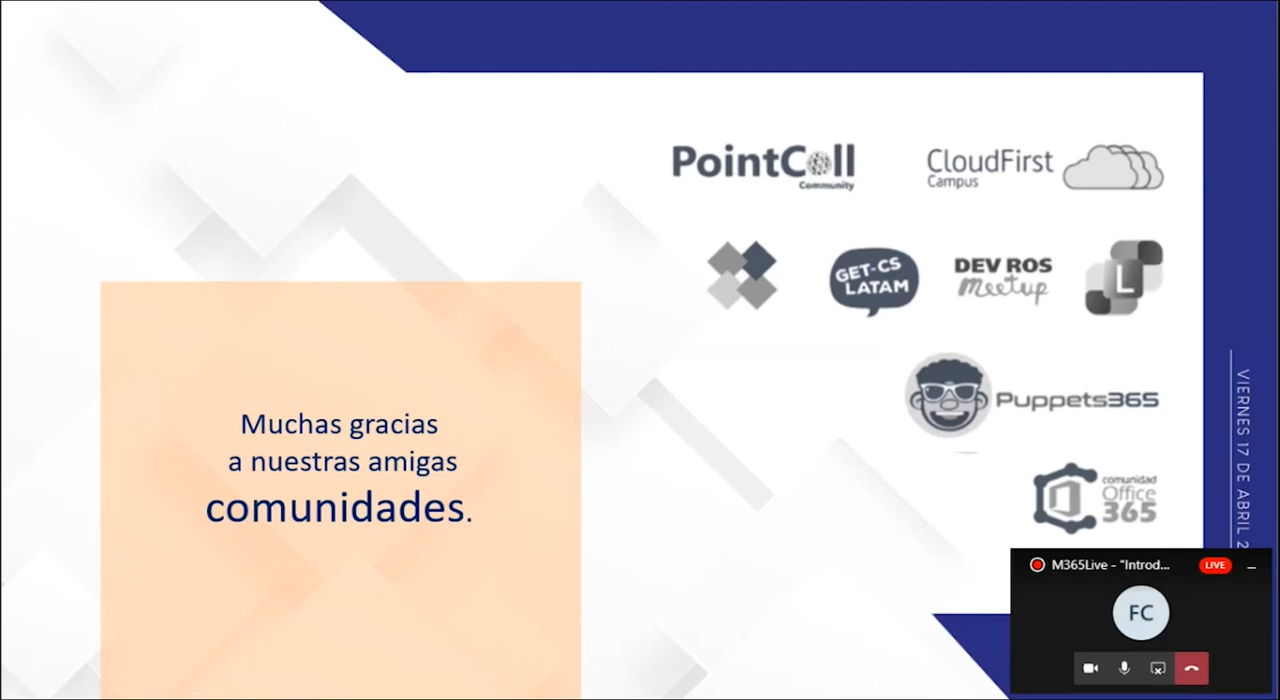 PointColl
Community
CloudFirst
Campus
GET-CS
LATAM
DEV ROS
Meetup
L
Puppets365
comunidad
Office
365
Muchas gracias
a nuestras amigas
comunidades.
VIERNES 17 DE ABRIL 2
M365Live - "Introd...
LIVE
FC